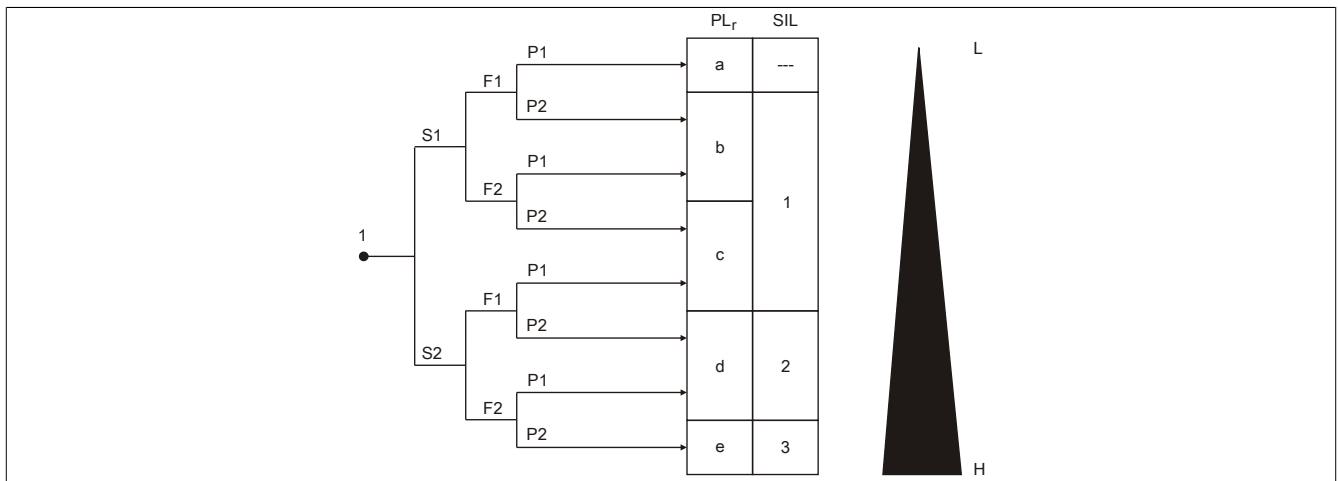 PLr SIL
P1 a --- L
F1
P2
S1 b
P1
F2 1
P2
1 c
P1
F1
P2
S2 d 2
P1
F2
P2 e 3
H